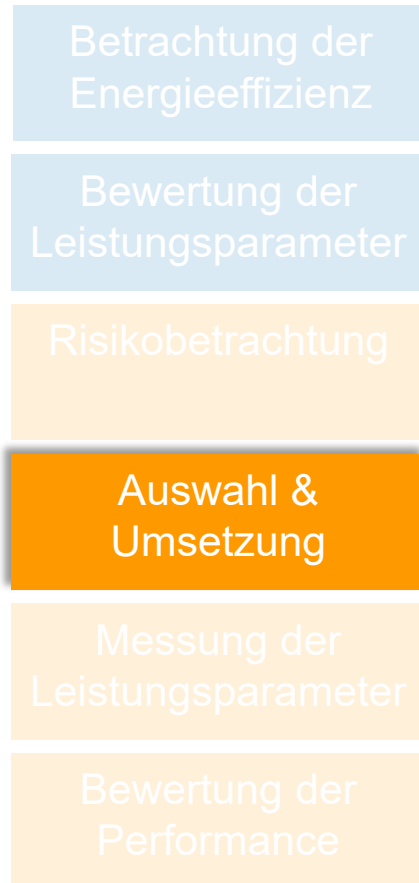 Betrachtung der
Energieeffizienz
Bewertung der
Leistungsparameter
Risikobetrachtung
Auswahl &
Umsetzung
Messung der
Leistungsparameter
Bewertung der
Performance